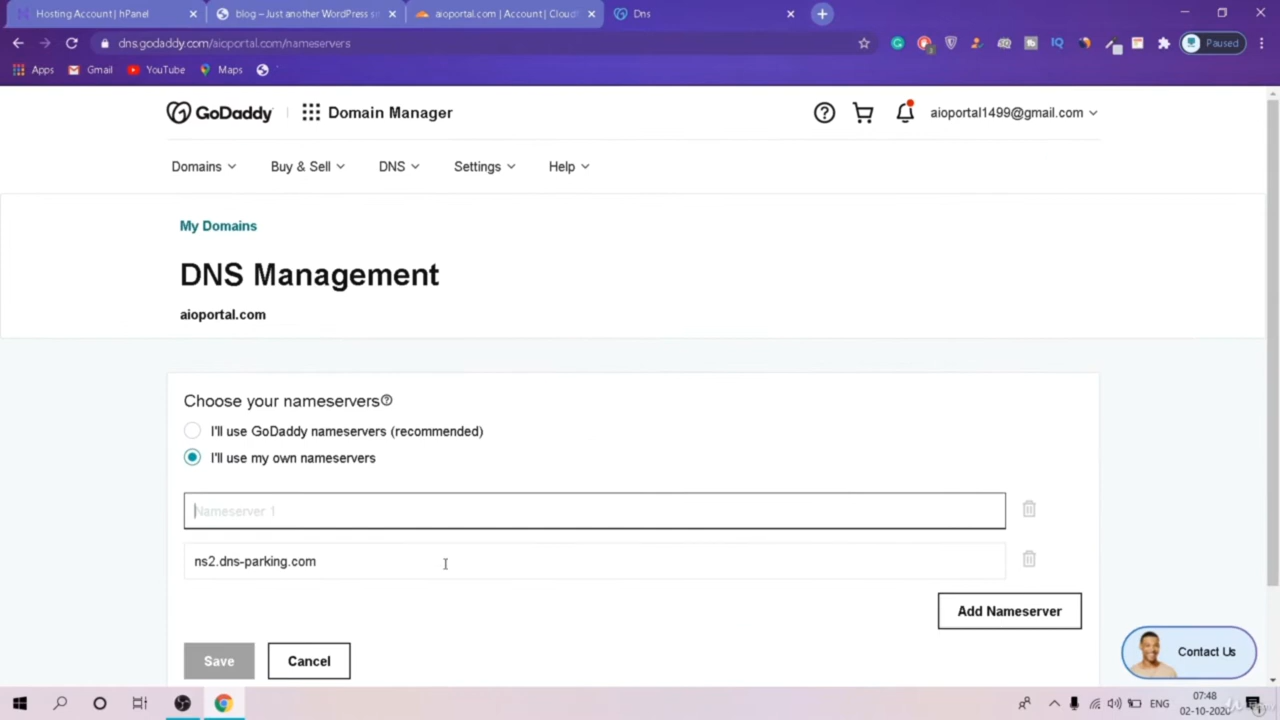 Hosting Account | hPanel
blog – Just another WordPress s
aioportal.com | Account | Cloudf
Dns
dns.godaddy.com/aioportal.com/nameservers
Paused
Apps
Gmail
YouTube
Maps
GoDaddy
Domain Manager
aioportal1499@gmail.com
Domains
Buy & Sell
DNS
Settings
Help
My Domains
DNS Management
aioportal.com
Choose your nameservers
I'll use GoDaddy nameservers (recommended)
I'll use my own nameservers
Nameserver 1
ns2.dns-parking.com
Add Nameserver
Save
Cancel
Contact Us
ENG
07:48
02-10-2020